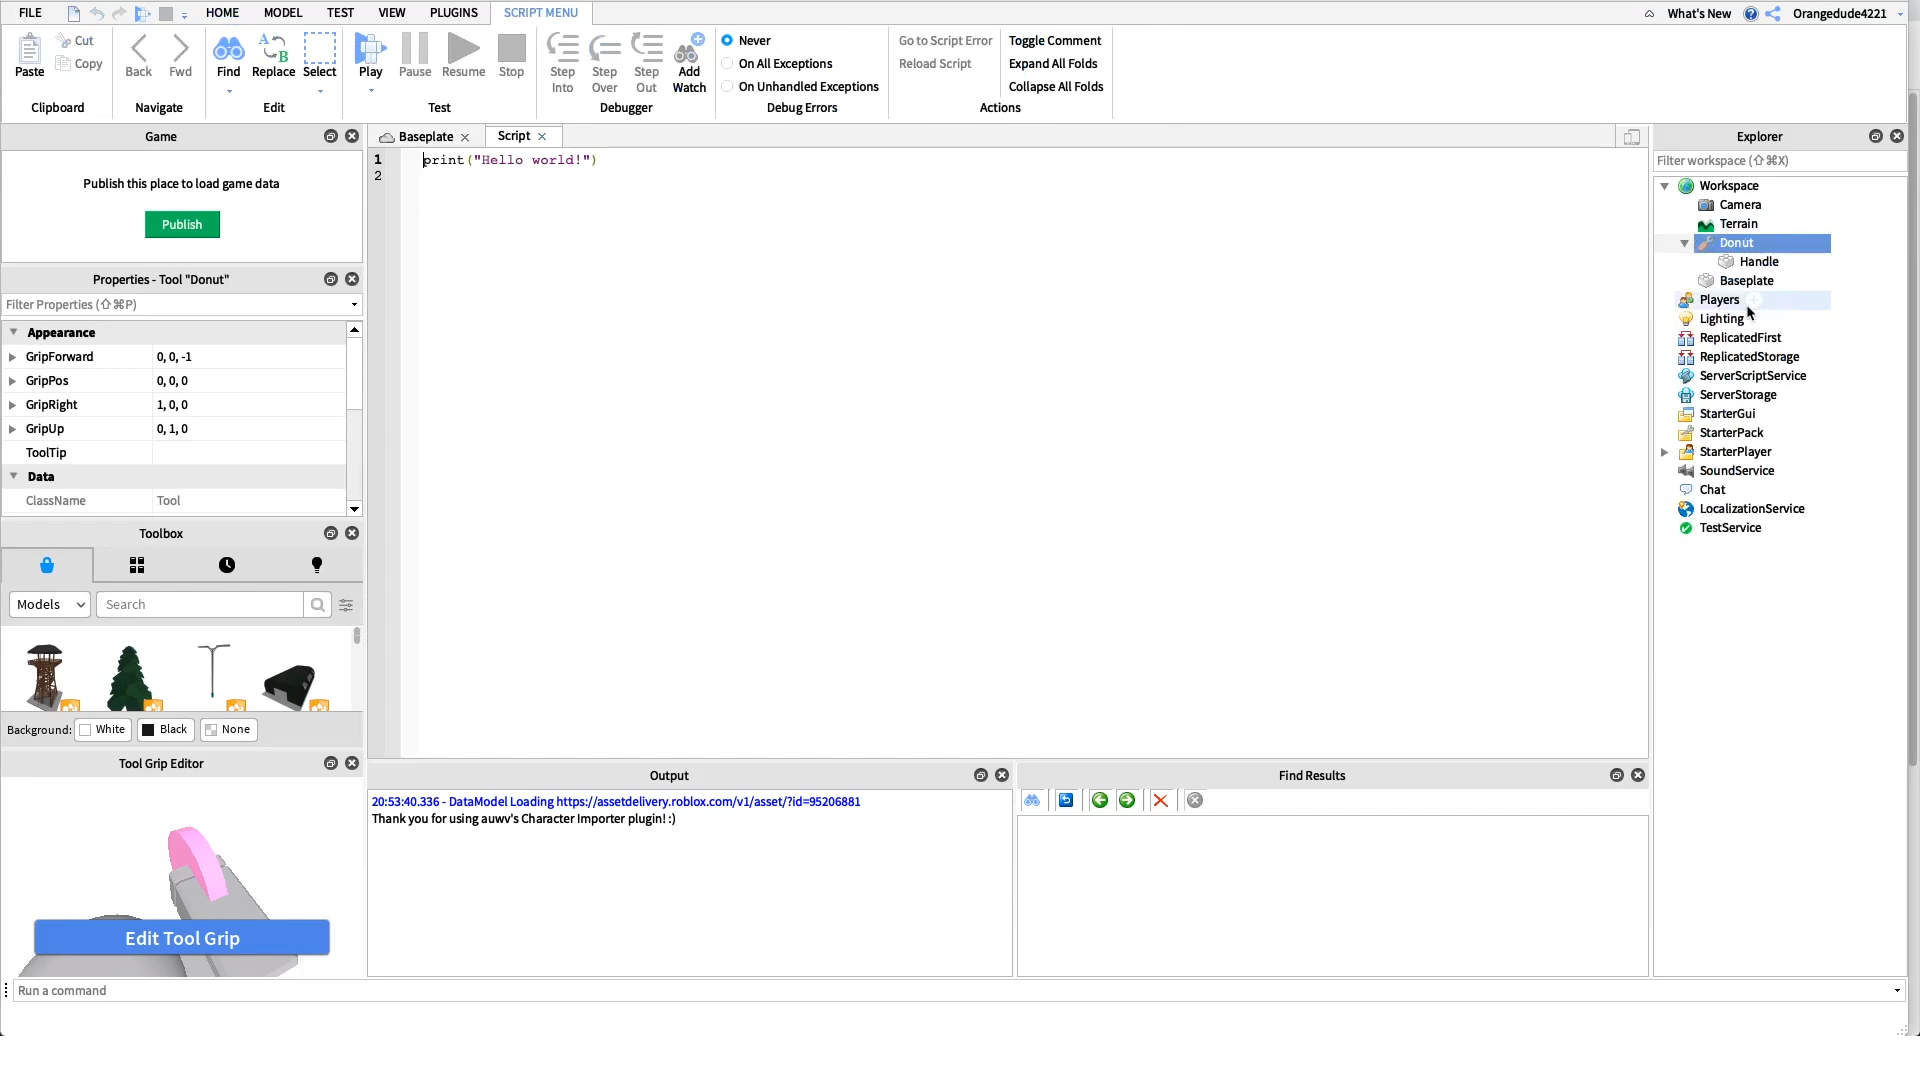 FILE HOME MODEL TEST VIEW PLUGINS SCRIPT MENU What's New Orangedude4221
Paste Cut Copy Clipboard
Back Fwd Navigate
Find Replace Select Edit
Play Pause Resume Stop Test
Step Into Step Over Step Out Add Watch Debugger
Never
On All Exceptions
On Unhandled Exceptions
Debug Errors
Go to Script Error Toggle Comment
Reload Script Expand All Folds
Collapse All Folds
Actions
Game
Publish this place to load game data
Publish
Properties - Tool "Donut"
Filter Properties (⇧⌘P)
Appearance
GripForward 0, 0, -1
GripPos 0, 0, 0
GripRight 1, 0, 0
GripUp 0, 1, 0
ToolTip
Data
ClassName Tool
Toolbox
Models Search
Background: White Black None
Tool Grip Editor
Edit Tool Grip
Baseplate Script
1 print("Hello world!")
2
Output
20:53:40.336 - DataModel Loading https://assetdelivery.roblox.com/v1/asset/?id=95206881
Thank you for using auwv's Character Importer plugin! :)
Find Results
Explorer
Filter workspace (⇧⌘X)
Workspace
Camera
Terrain
Donut
Handle
Baseplate
Players
Lighting
ReplicatedFirst
ReplicatedStorage
ServerScriptService
ServerStorage
StarterGui
StarterPack
StarterPlayer
SoundService
Chat
LocalizationService
TestService
Run a command